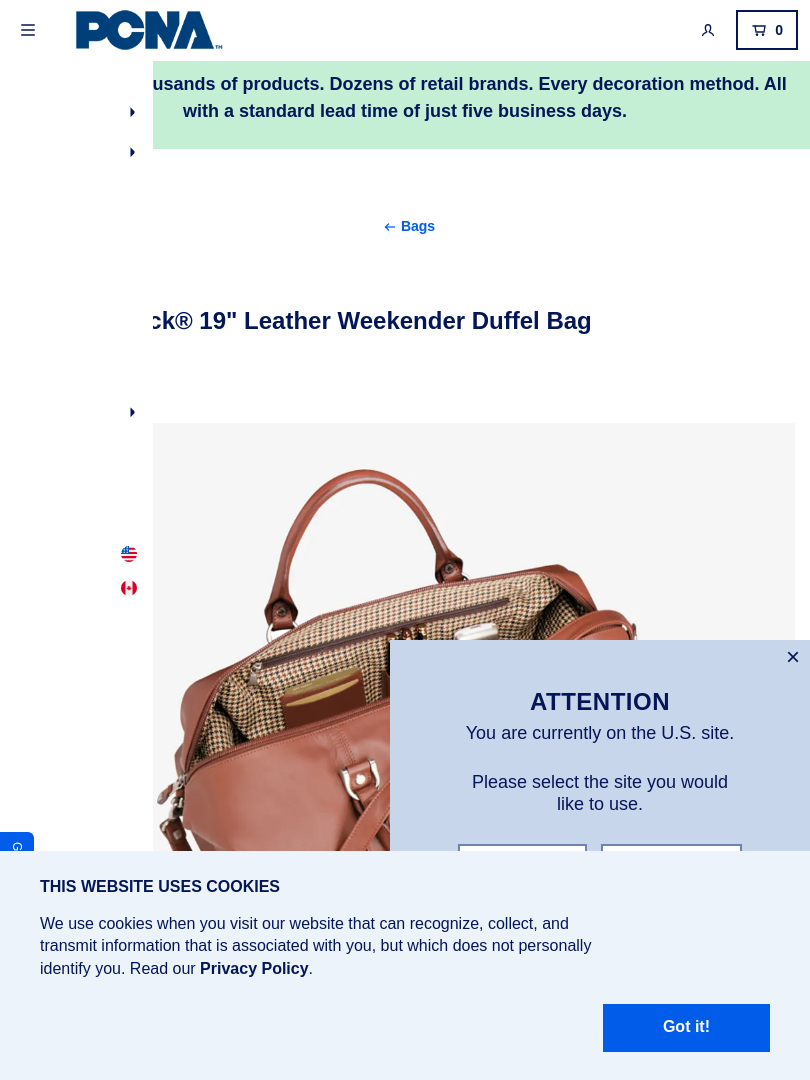 PCNA™
0
usands of products. Dozens of retail brands. Every decoration method. All
with a standard lead time of just five business days.
← Bags
ck® 19" Leather Weekender Duffel Bag
ATTENTION
You are currently on the U.S. site.
Please select the site you would
like to use.
G
THIS WEBSITE USES COOKIES
We use cookies when you visit our website that can recognize, collect, and
transmit information that is associated with you, but which does not personally
identify you. Read our Privacy Policy.
Got it!